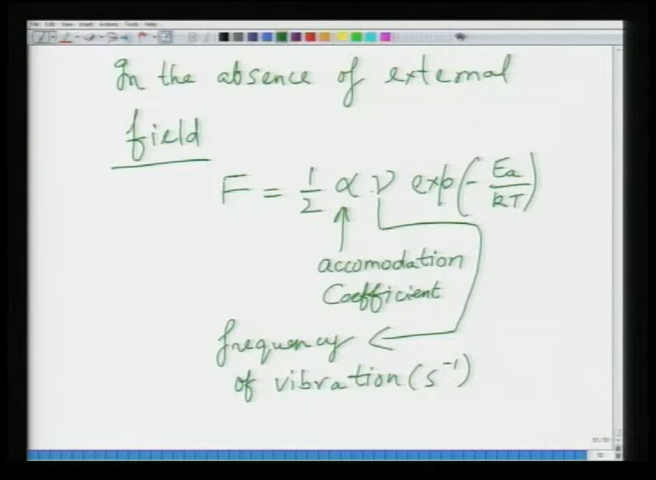 In the absence of external
field
F = 1/2 α ν exp(- Ea/kT)
accomodation
Coefficient
frequency
of vibration (s⁻¹)